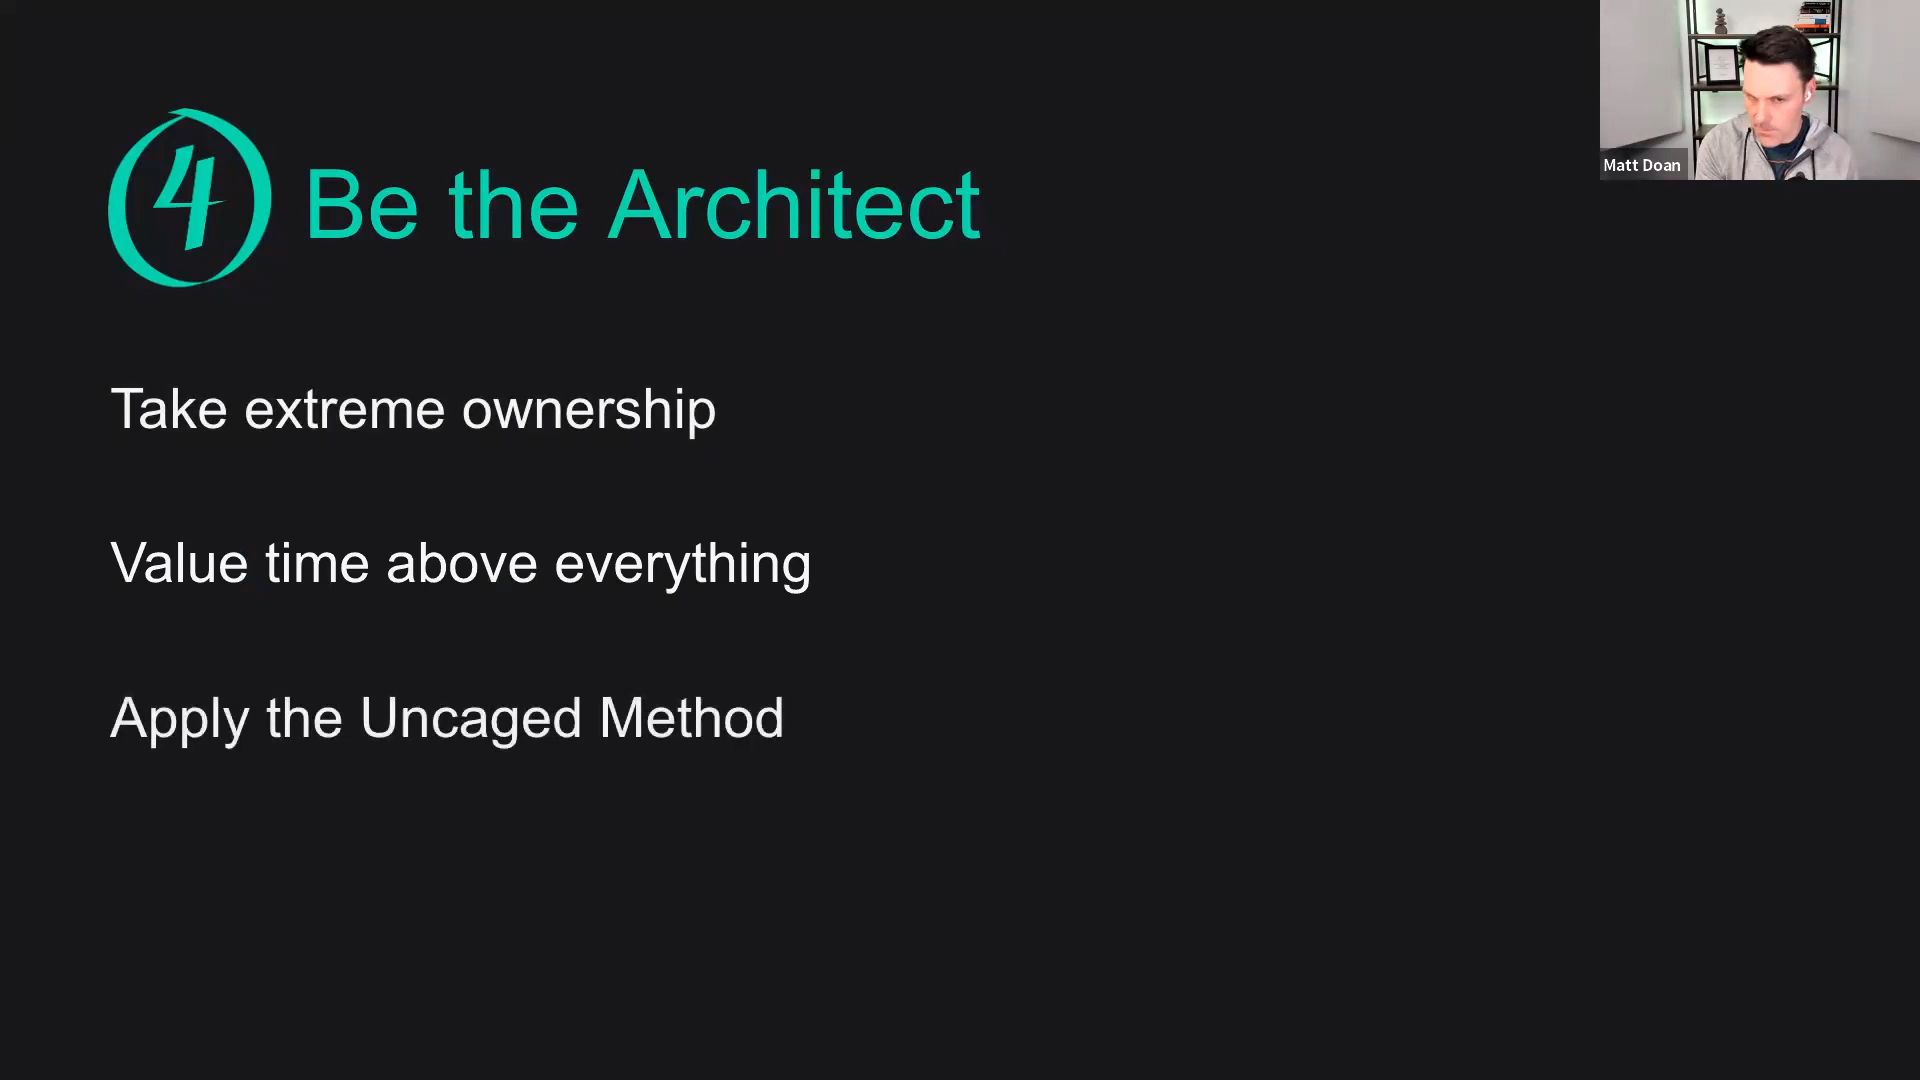 4 Be the Architect
Matt Doan
Take extreme ownership
Value time above everything
Apply the Uncaged Method